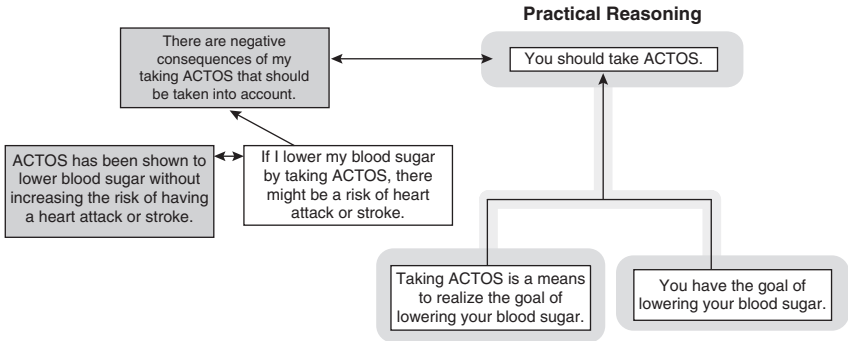 Practical Reasoning
There are negative
consequences of my
taking ACTOS that should
be taken into account.
You should take ACTOS.
ACTOS has been shown to
lower blood sugar without
increasing the risk of having
a heart attack or stroke.
If I lower my blood sugar
by taking ACTOS, there
might be a risk of heart
attack or stroke.
Taking ACTOS is a means
to realize the goal of
lowering your blood sugar.
You have the goal of
lowering your blood sugar.